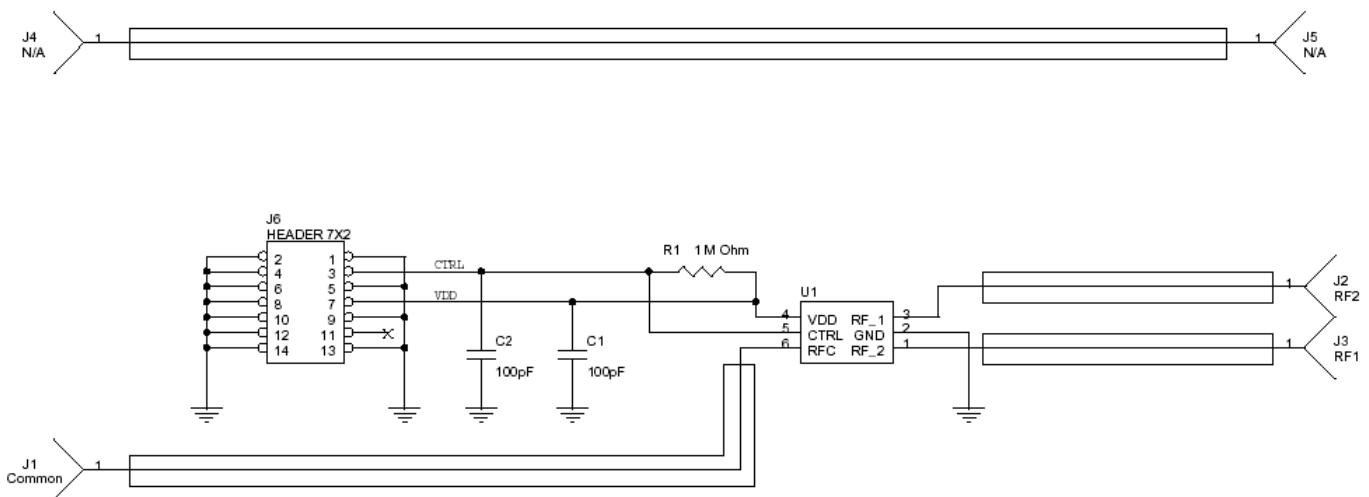 J4
N/A
1
1
J5
N/A
J6
HEADER 7X2
2 1
4 3
6 5
8 7
10 9
12 11
14 13
CTRL
VDD
R1 1M Ohm
C2
100pF
C1
100pF
U1
4 VDD RF_1 3
5 CTRL GND 2
6 RFC RF_2 1
1
J2
RF2
1
J3
RF1
J1
Common
1